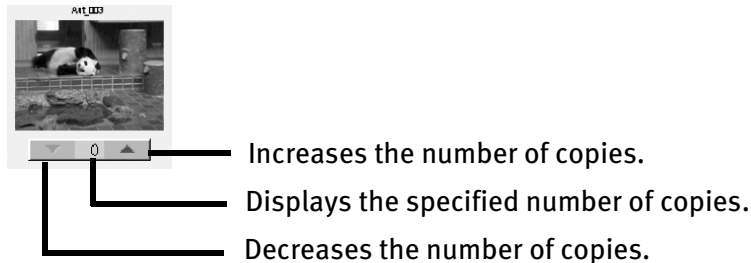 0
Increases the number of copies.
Displays the specified number of copies.
Decreases the number of copies.